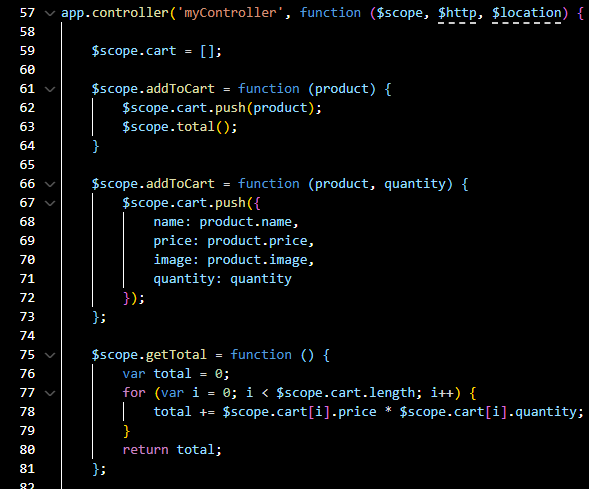 57 app.controller('myController', function ($scope, $http, $location) {
58
59 $scope.cart = [];
60
61 $scope.addToCart = function (product) {
62 $scope.cart.push(product);
63 $scope.total();
64 }
65
66 $scope.addToCart = function (product, quantity) {
67 $scope.cart.push({
68 name: product.name,
69 price: product.price,
70 image: product.image,
71 quantity: quantity
72 });
73 };
74
75 $scope.getTotal = function () {
76 var total = 0;
77 for (var i = 0; i < $scope.cart.length; i++) {
78 total += $scope.cart[i].price * $scope.cart[i].quantity;
79 }
80 return total;
81 };
82